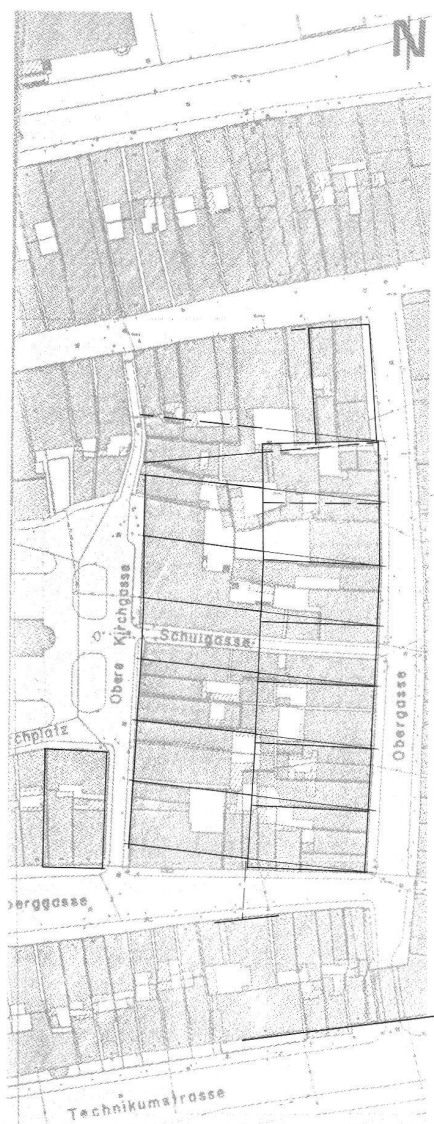 N
Obere Kirchgasse
Schulgasse
Obergasse
chplatz
berggasse
Technikumstrasse